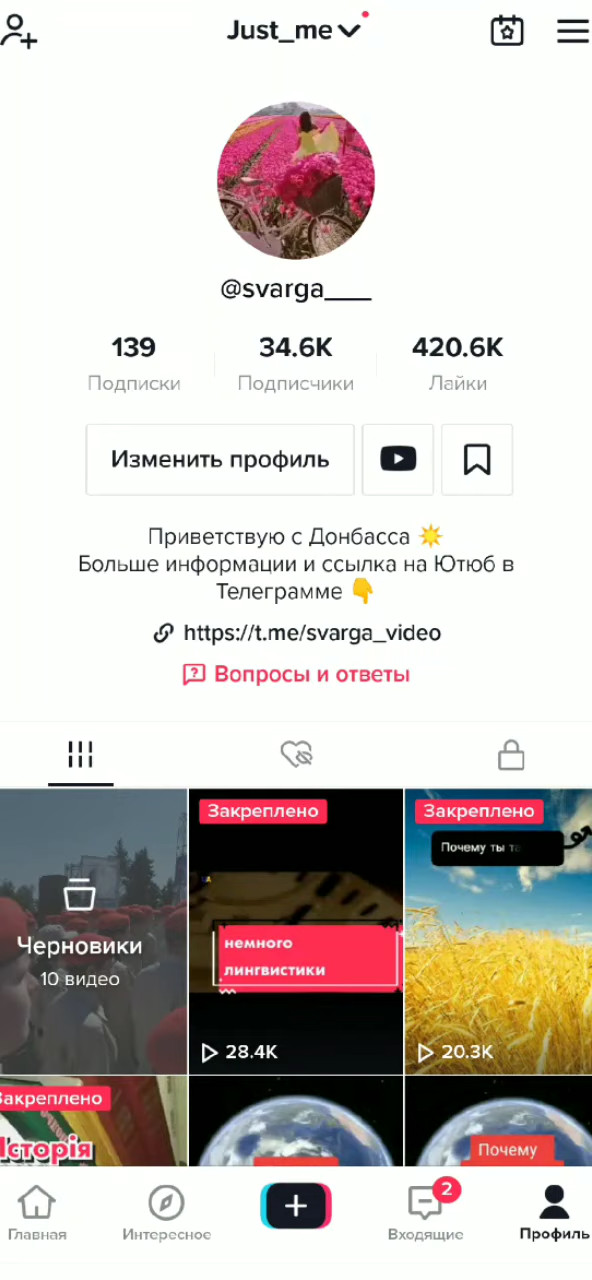 Just_me
@svarga____
139
34.6K
420.6K
Подписки
Подписчики
Лайки
Изменить профиль
Приветствую с Донбасса ☀️
Больше информации и ссылка на Ютюб в
Телеграмме 👇
https://t.me/svarga_video
Вопросы и ответы
Черновики
10 видео
Закреплено
немного
лингвистики
28.4K
Закреплено
Почему ты
20.3K
Закреплено
Історія
Почему
Главная
Интересное
Входящие
2
Профиль